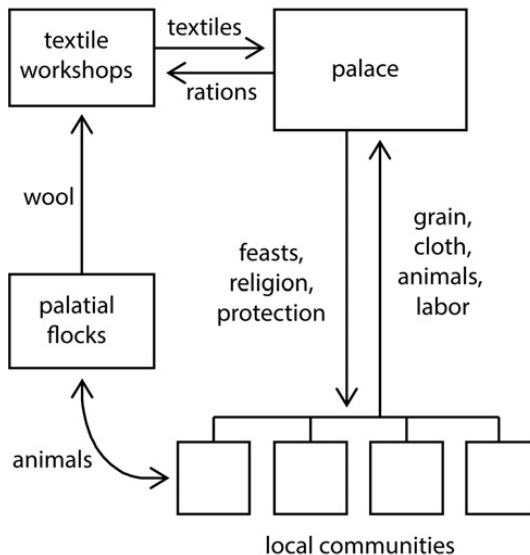 textile
workshops
textiles
rations
palace
wool
feasts,
religion,
protection
grain,
cloth,
animals,
labor
palatial
flocks
animals
local communities